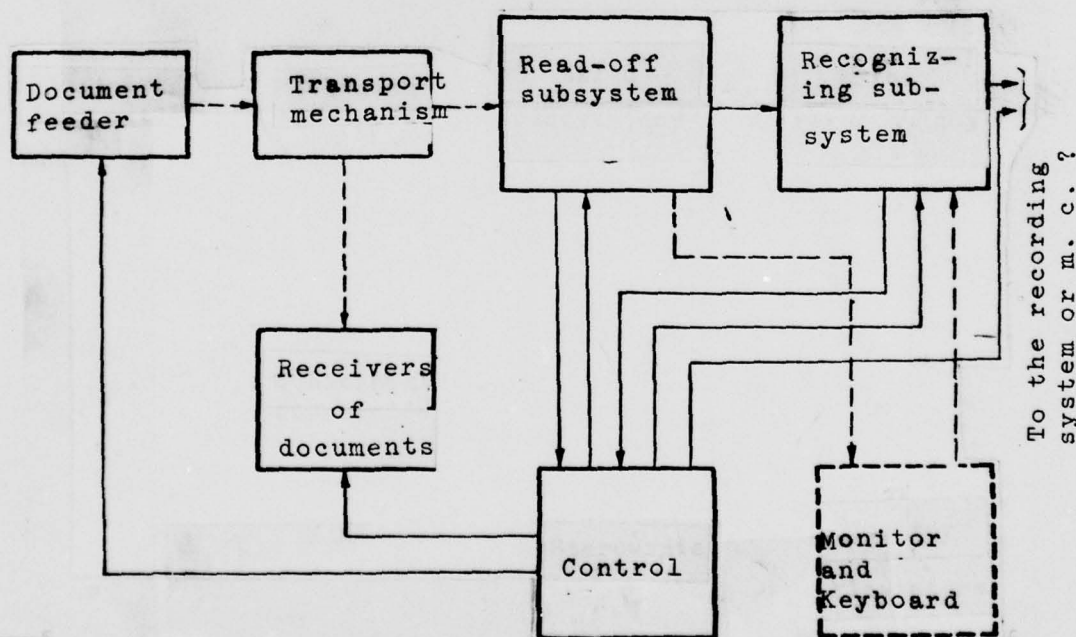 Document
feeder
Transport
mechanism
Read-off
subsystem
Recogniz-
ing sub-
system
To the recording
system or m. c. ?
Receivers
of
documents
Control
Monitor
and
Keyboard